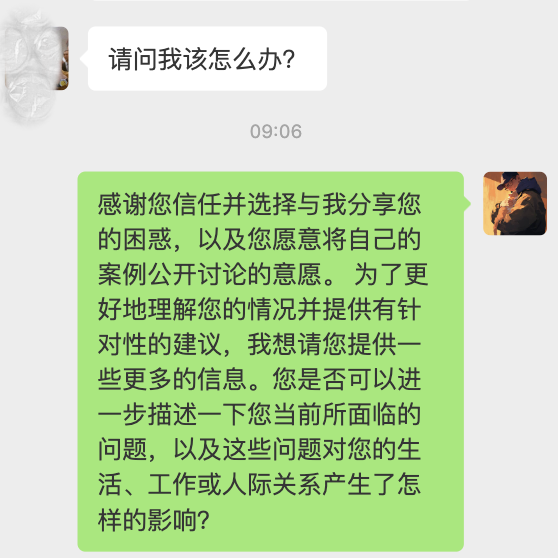 请问我该怎么办？
09:06
感谢您信任并选择与我分享您
的困惑，以及您愿意将自己的
案例公开讨论的意愿。 为了更
好地理解您的情况并提供有针
对性的建议，我想请您提供一
些更多的信息。您是否可以进
一步描述一下您当前所面临的
问题，以及这些问题对您的生
活、工作或人际关系产生了怎
样的影响？